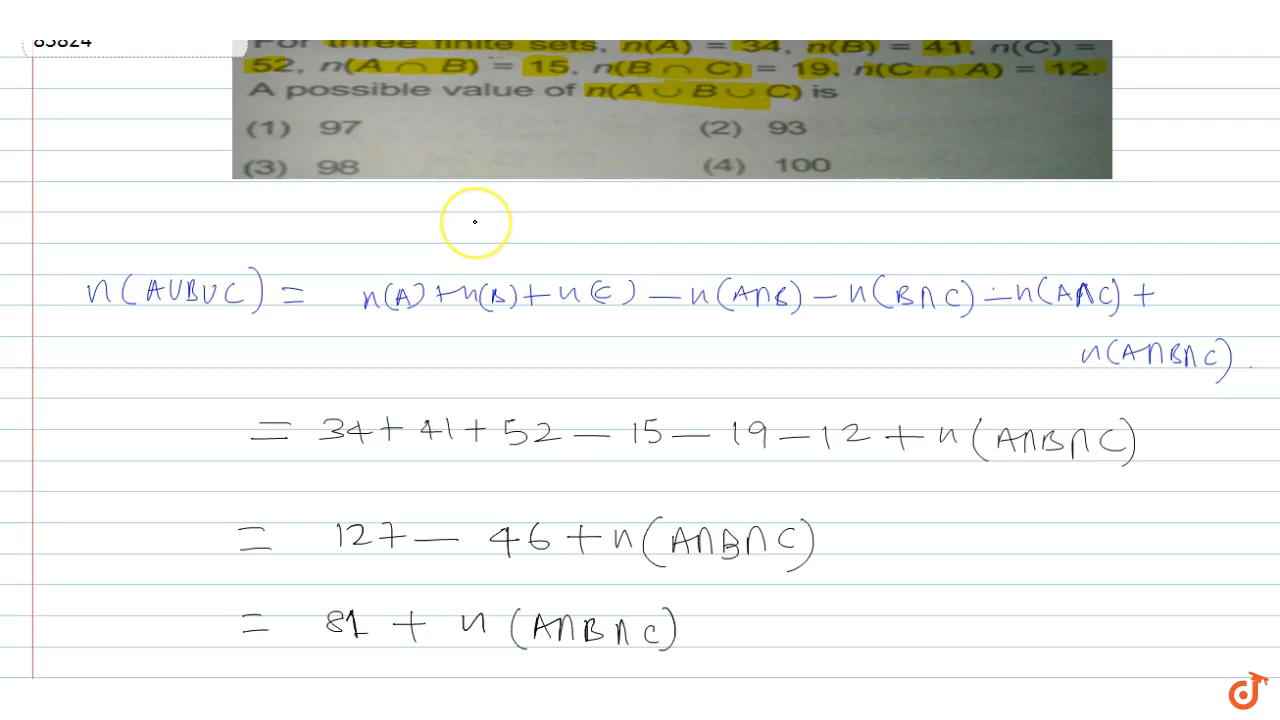 85824
For three finite sets, n(A) = 34, n(B) = 41, n(C) =
52, n(A ∩ B) = 15, n(B ∩ C) = 19, n(C ∩ A) = 12.
A possible value of n(A ∪ B ∪ C) is
(1) 97 (2) 93
(3) 98 (4) 100
n(A∪B∪C) = n(A) + n(B) + n(C) − n(A∩B) − n(B∩C) − n(A∩C) +
n(A∩B∩C).
= 34 + 41 + 52 − 15 − 19 − 12 + n(A∩B∩C)
= 127 − 46 + n(A∩B∩C)
= 81 + n(A∩B∩C)